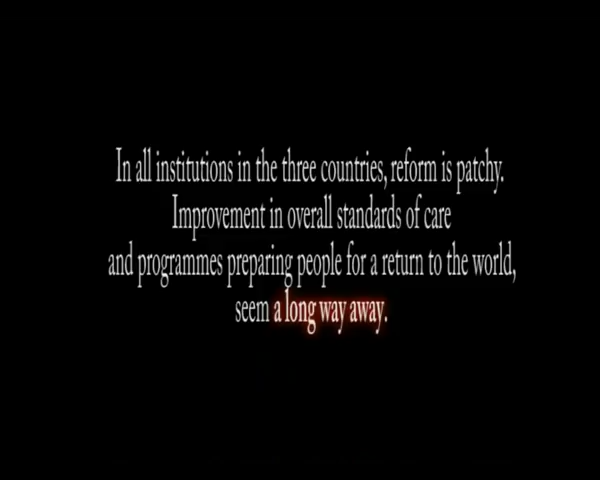 In all institutions in the three countries, reform is patchy.
Improvement in overall standards of care
and programmes preparing people for a return to the world,
seem a long way away.